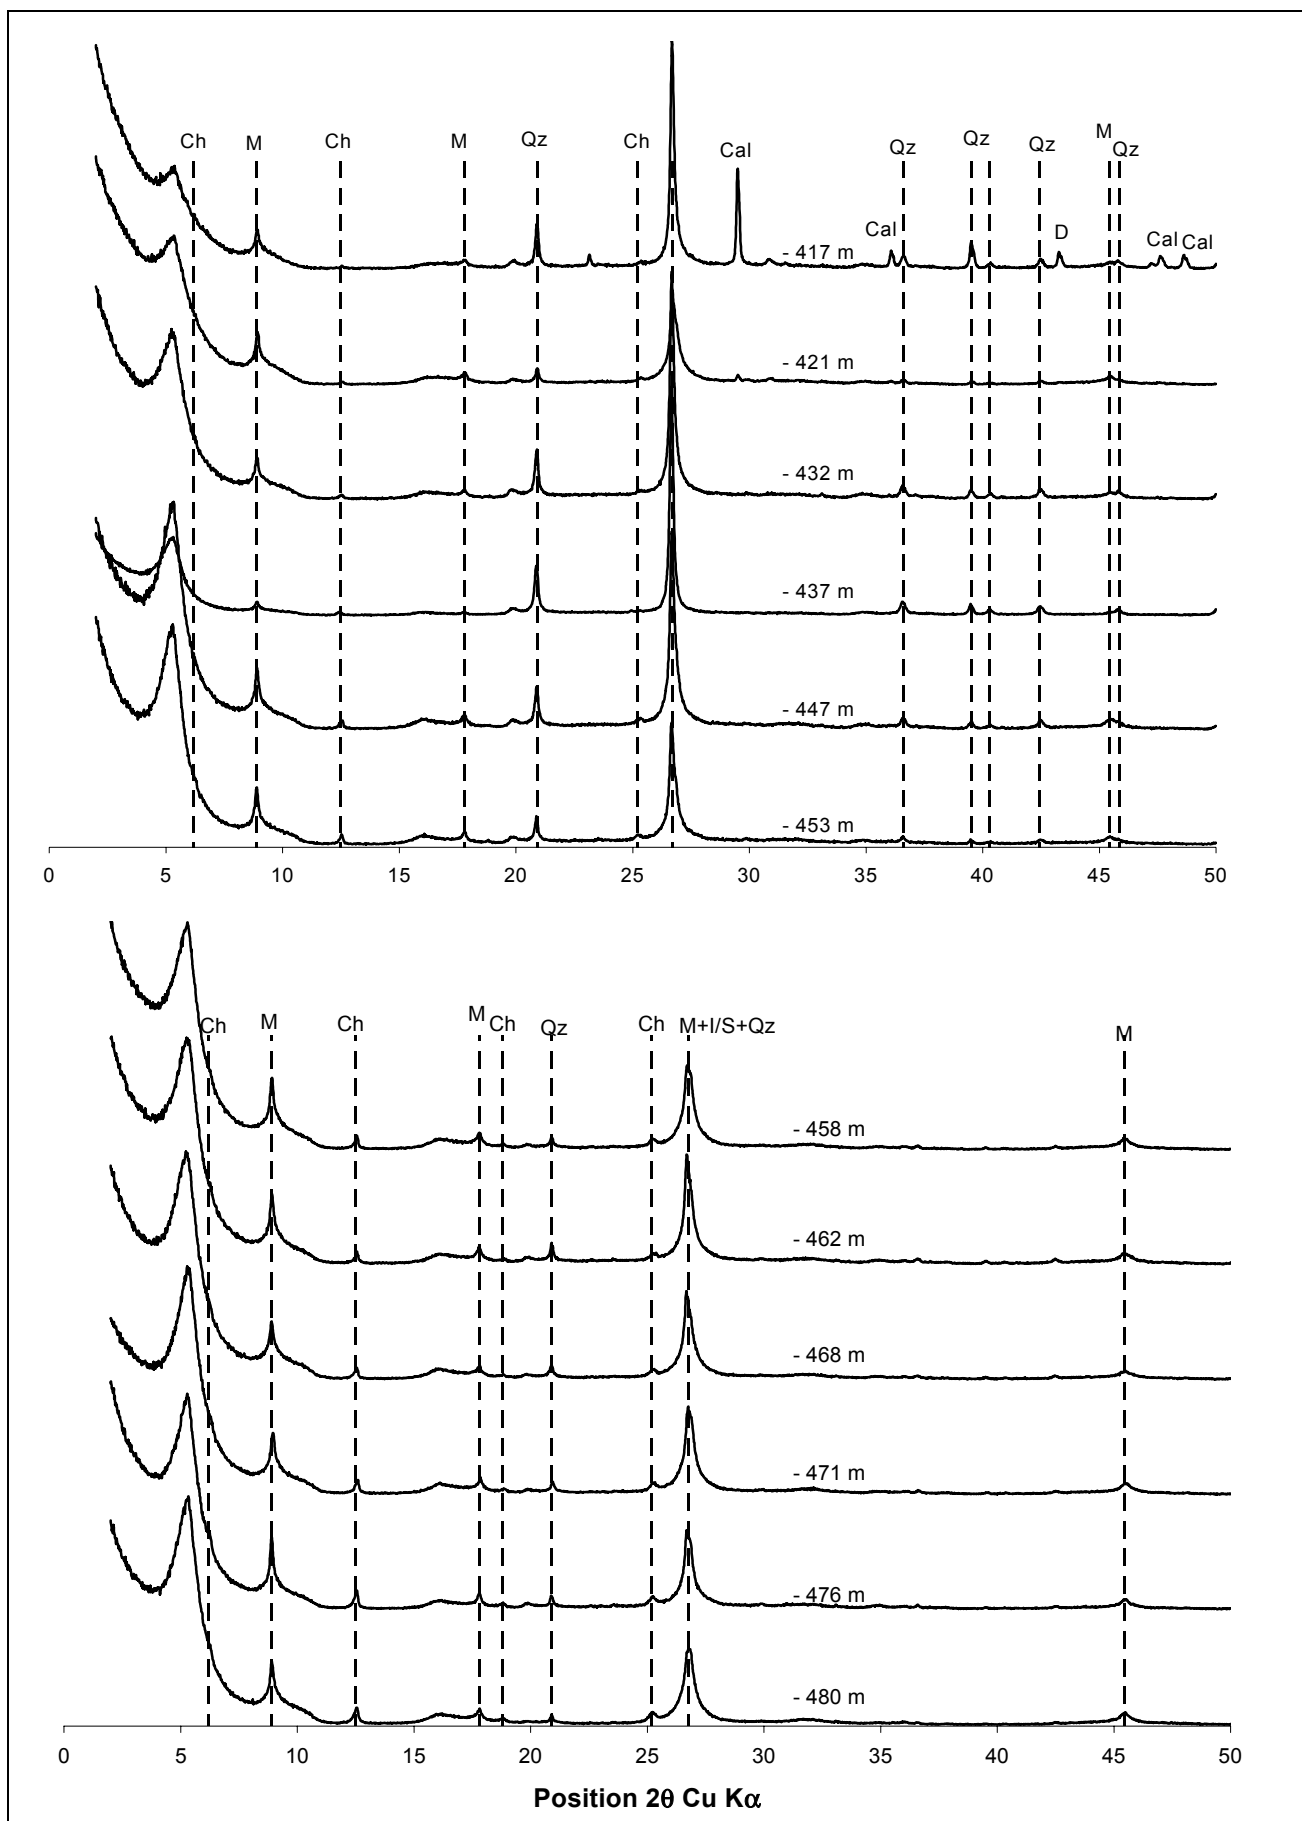 Ch M Ch M Qz Ch Cal Qz Qz Qz M Qz
Cal D Cal Cal
- 417 m
- 421 m
- 432 m
- 437 m
- 447 m
- 453 m
0 5 10 15 20 25 30 35 40 45 50
Ch M Ch M Ch Qz Ch M+I/S+Qz M
- 458 m
- 462 m
- 468 m
- 471 m
- 476 m
- 480 m
0 5 10 15 20 25 30 35 40 45 50
Position 2θ Cu Kα